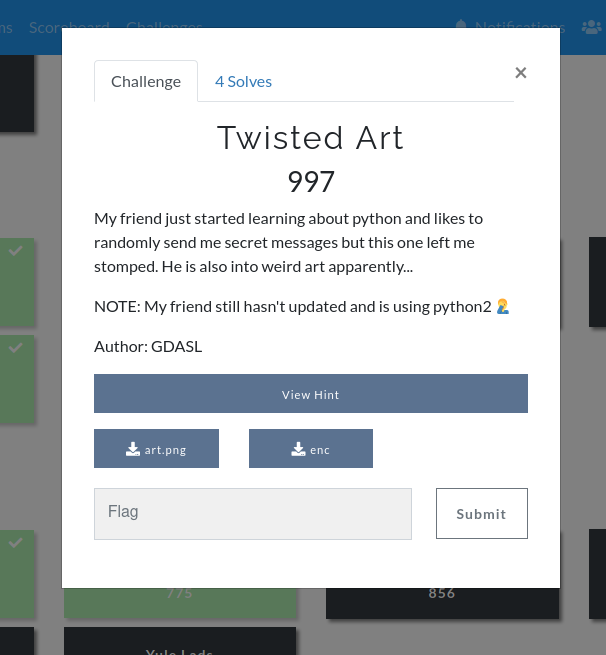 ms Scoreboard Challenges Notifications
Challenge
4 Solves
×
Twisted Art
997
My friend just started learning about python and likes to
randomly send me secret messages but this one left me
stomped. He is also into weird art apparently...
NOTE: My friend still hasn't updated and is using python2 🤦‍♂️
Author: GDASL
View Hint
art.png
enc
Flag
Submit
775
856
Yule Lads